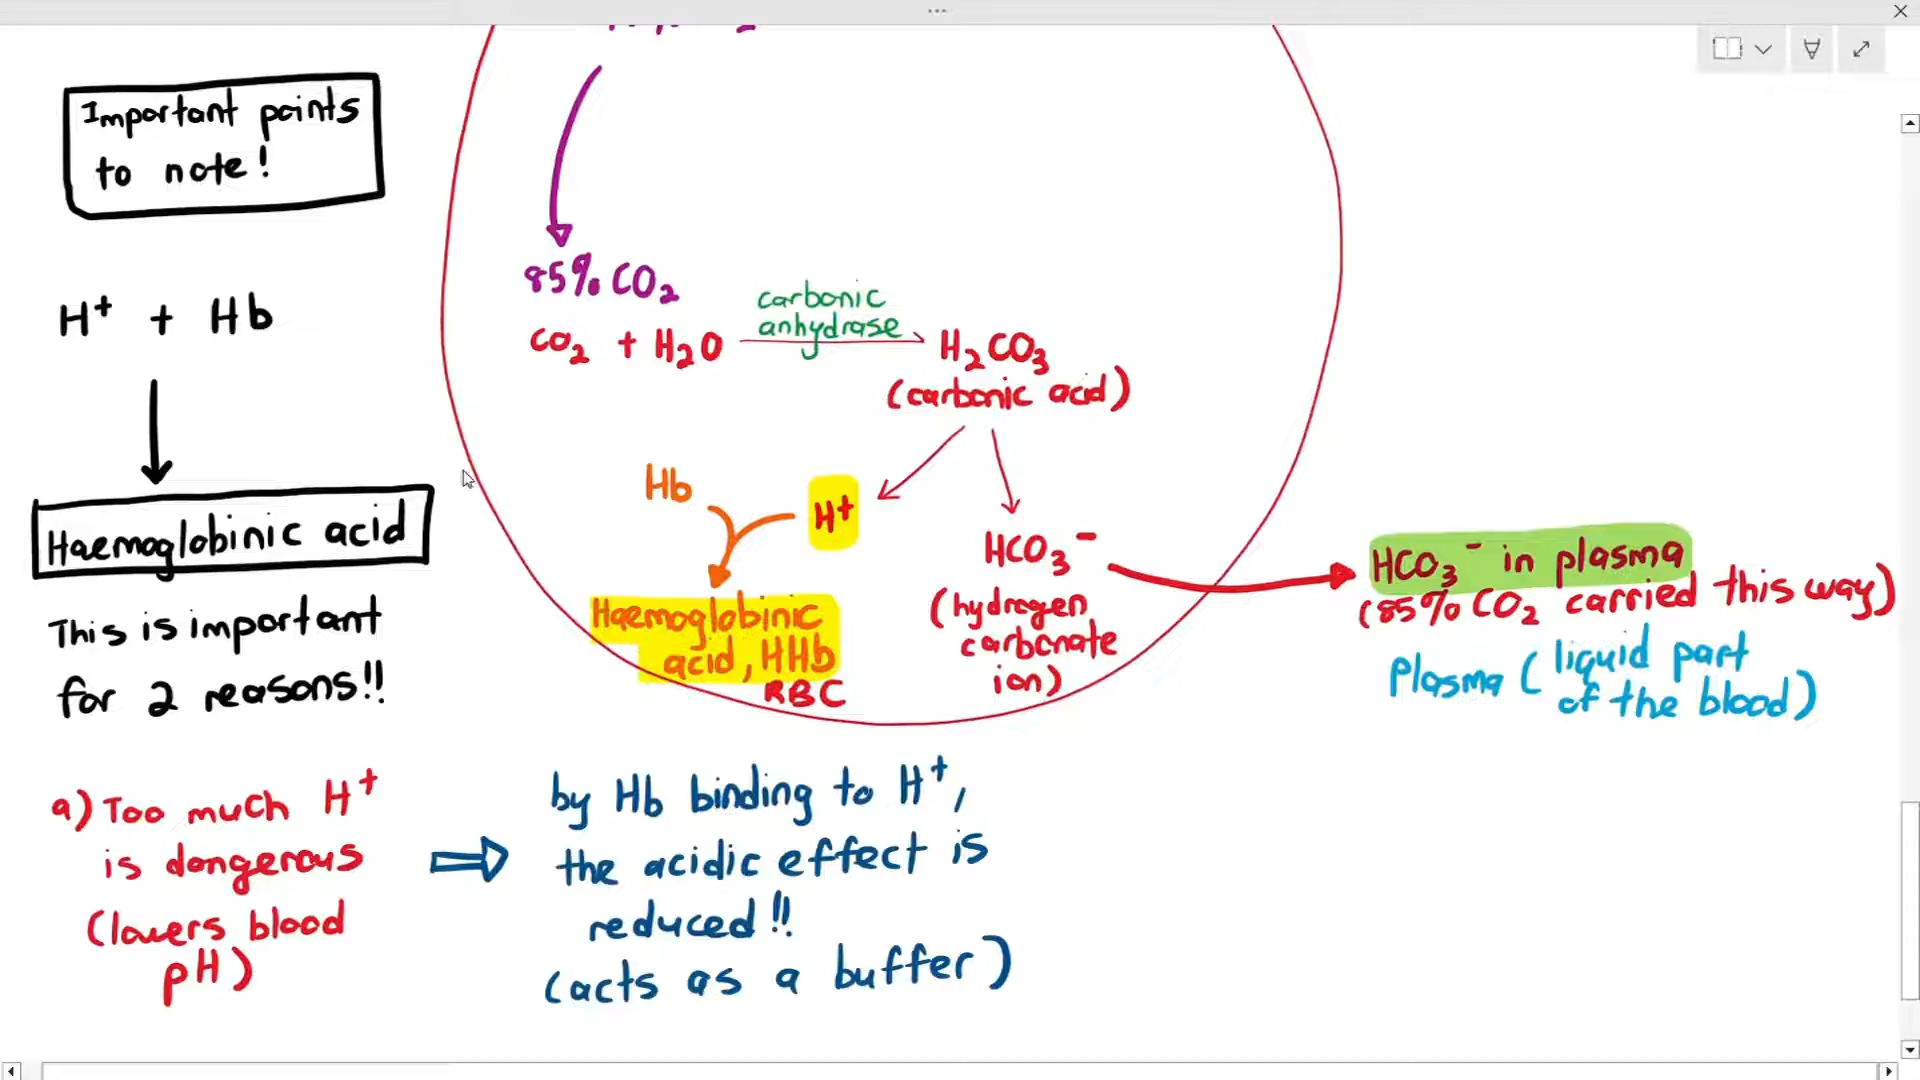 Important points
to note!
H+ + Hb
Haemoglobinic acid
This is important
for 2 reasons!!
a) Too much H+
is dangerous
(lowers blood
pH)
85% CO2
CO2 + H2O
carbonic
anhydrase
H2CO3
(carbonic acid)
Hb
H+
Haemoglobinic
acid, HHb
RBC
HCO3-
(hydrogen
carbonate
ion)
HCO3- in plasma
(85% CO2 carried this way)
Plasma (liquid part
of the blood)
by Hb binding to H+,
the acidic effect is
reduced!!
(acts as a buffer)